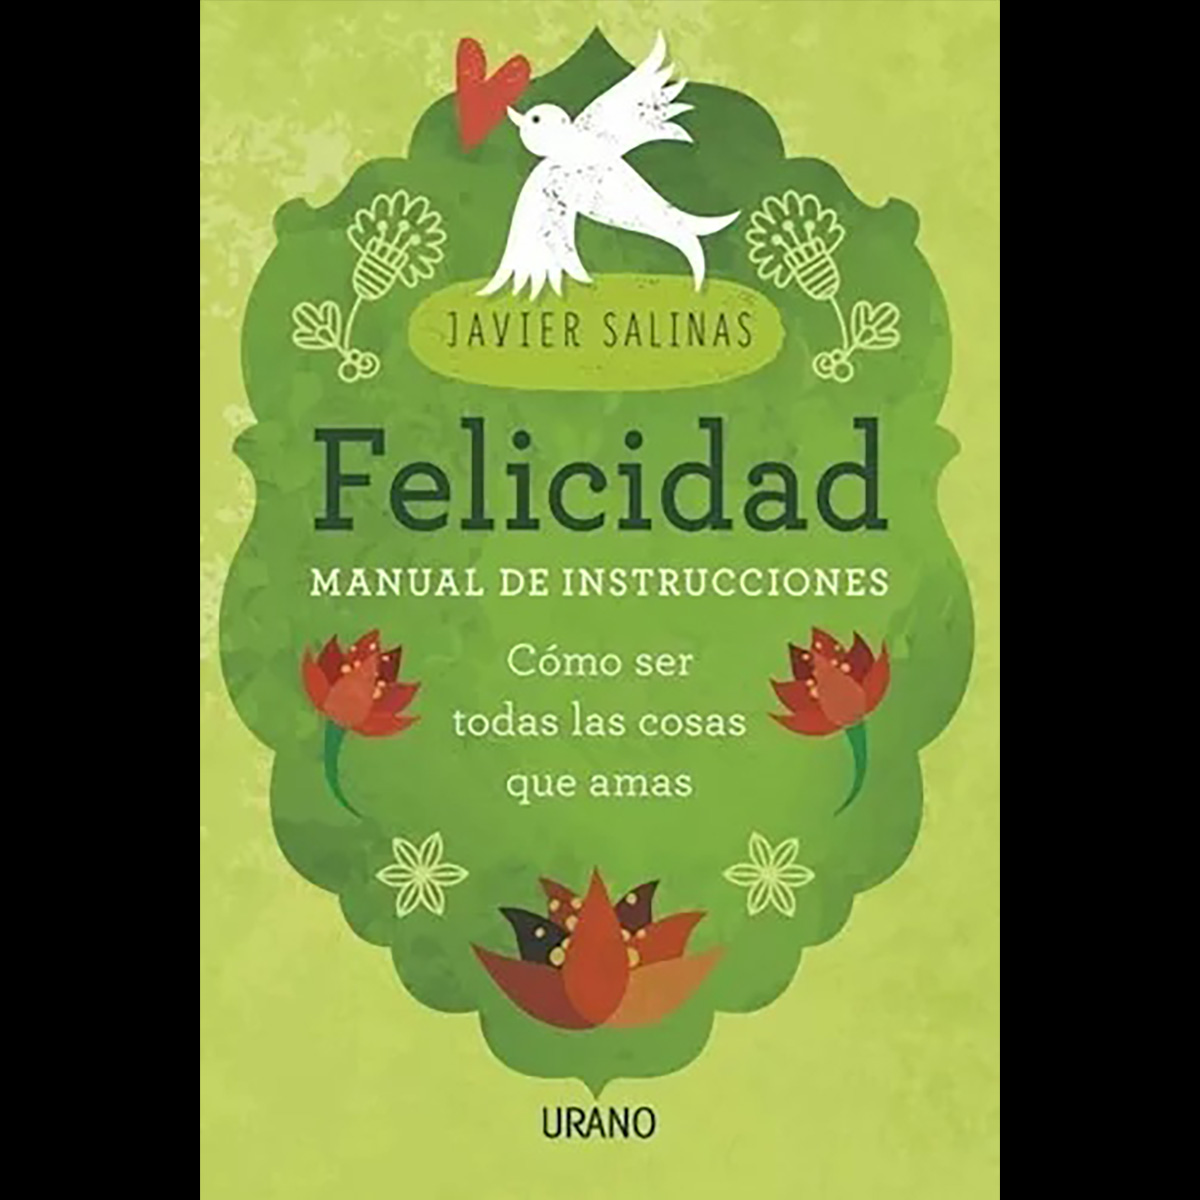 JAVIER SALINAS
Felicidad
MANUAL DE INSTRUCCIONES
Cómo ser
todas las cosas
que amas
URANO